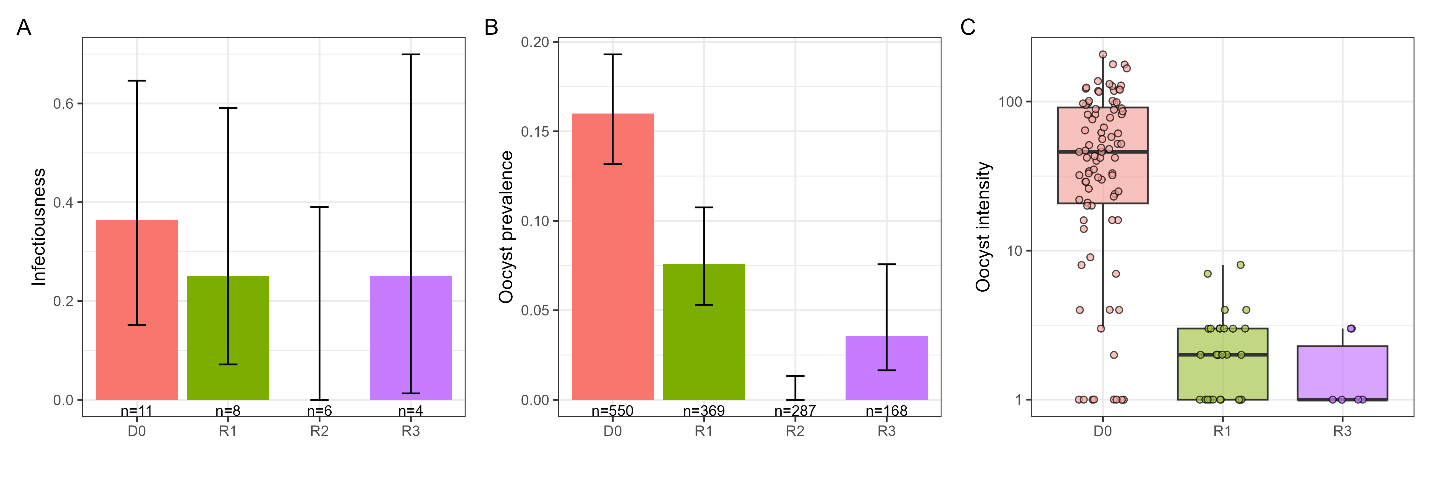 A
Infectiousness
0.6
0.4
0.2
0.0
n=11 n=8 n=6 n=4
D0 R1 R2 R3
B
Oocyst prevalence
0.20
0.15
0.10
0.05
0.00
n=550 n=369 n=287 n=168
D0 R1 R2 R3
C
Oocyst intensity
100
10
1
D0 R1 R3